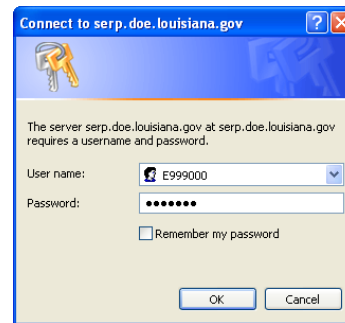 Connect to serp.doe.louisiana.gov
The server serp.doe.louisiana.gov at serp.doe.louisiana.gov
requires a username and password.
User name:
E999000
Password:
•••••••
Remember my password
OK
Cancel